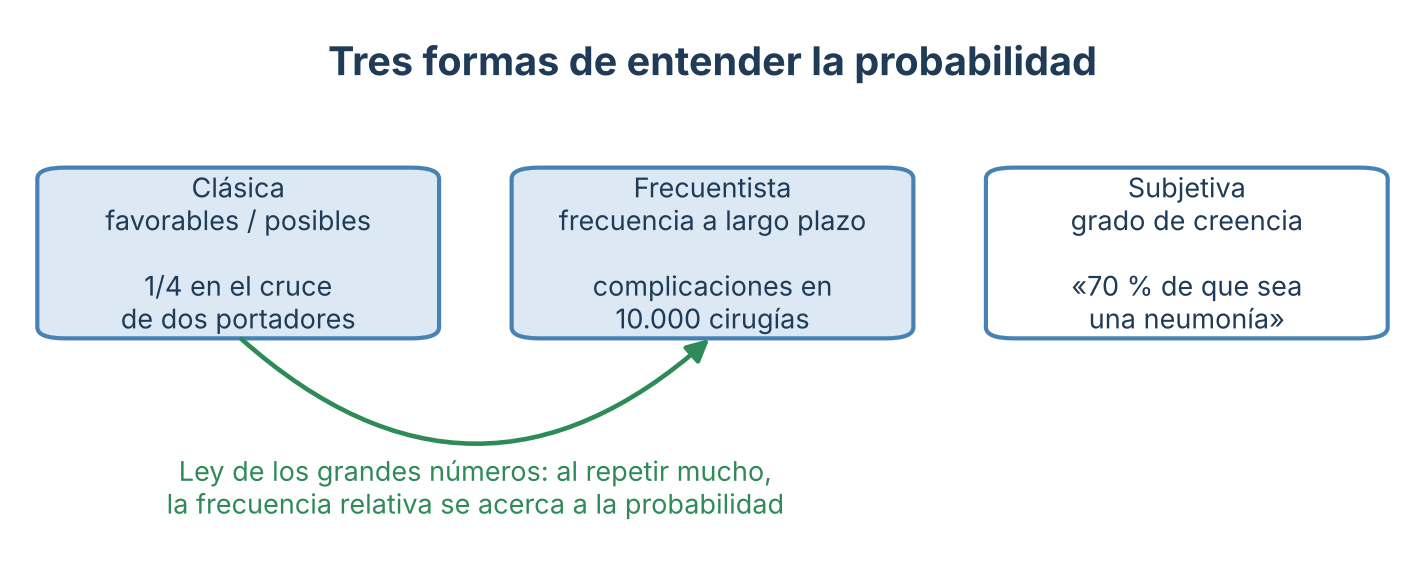 Tres formas de entender la probabilidad
Clásica
favorables / posibles
1/4 en el cruce
de dos portadores
Frecuentista
frecuencia a largo plazo
complicaciones en
10.000 cirugías
Subjetiva
grado de creencia
«70 % de que sea
una neumonía»
Ley de los grandes números: al repetir mucho,
la frecuencia relativa se acerca a la probabilidad